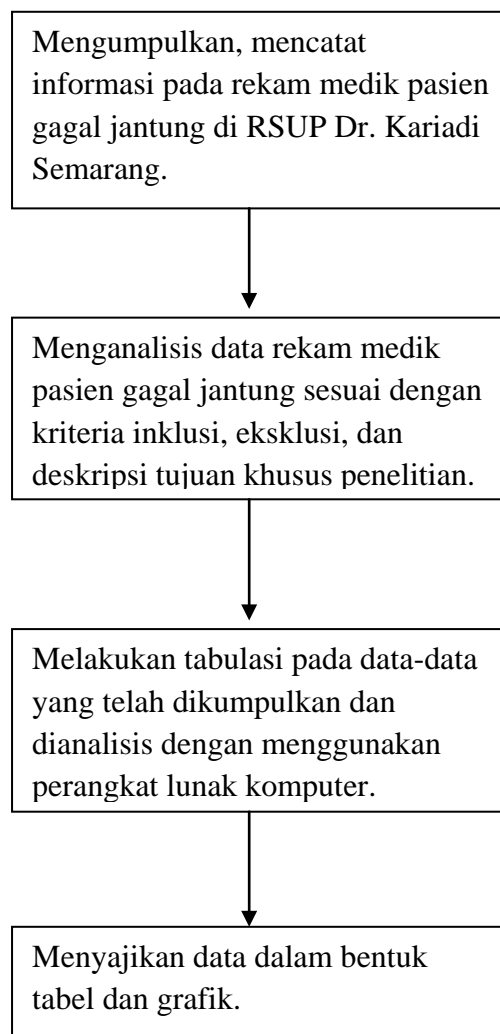 Mengumpulkan, mencatat
informasi pada rekam medik pasien
gagal jantung di RSUP Dr. Kariadi
Semarang.
Menganalisis data rekam medik
pasien gagal jantung sesuai dengan
kriteria inklusi, eksklusi, dan
deskripsi tujuan khusus penelitian.
Melakukan tabulasi pada data-data
yang telah dikumpulkan dan
dianalisis dengan menggunakan
perangkat lunak komputer.
Menyajikan data dalam bentuk
tabel dan grafik.